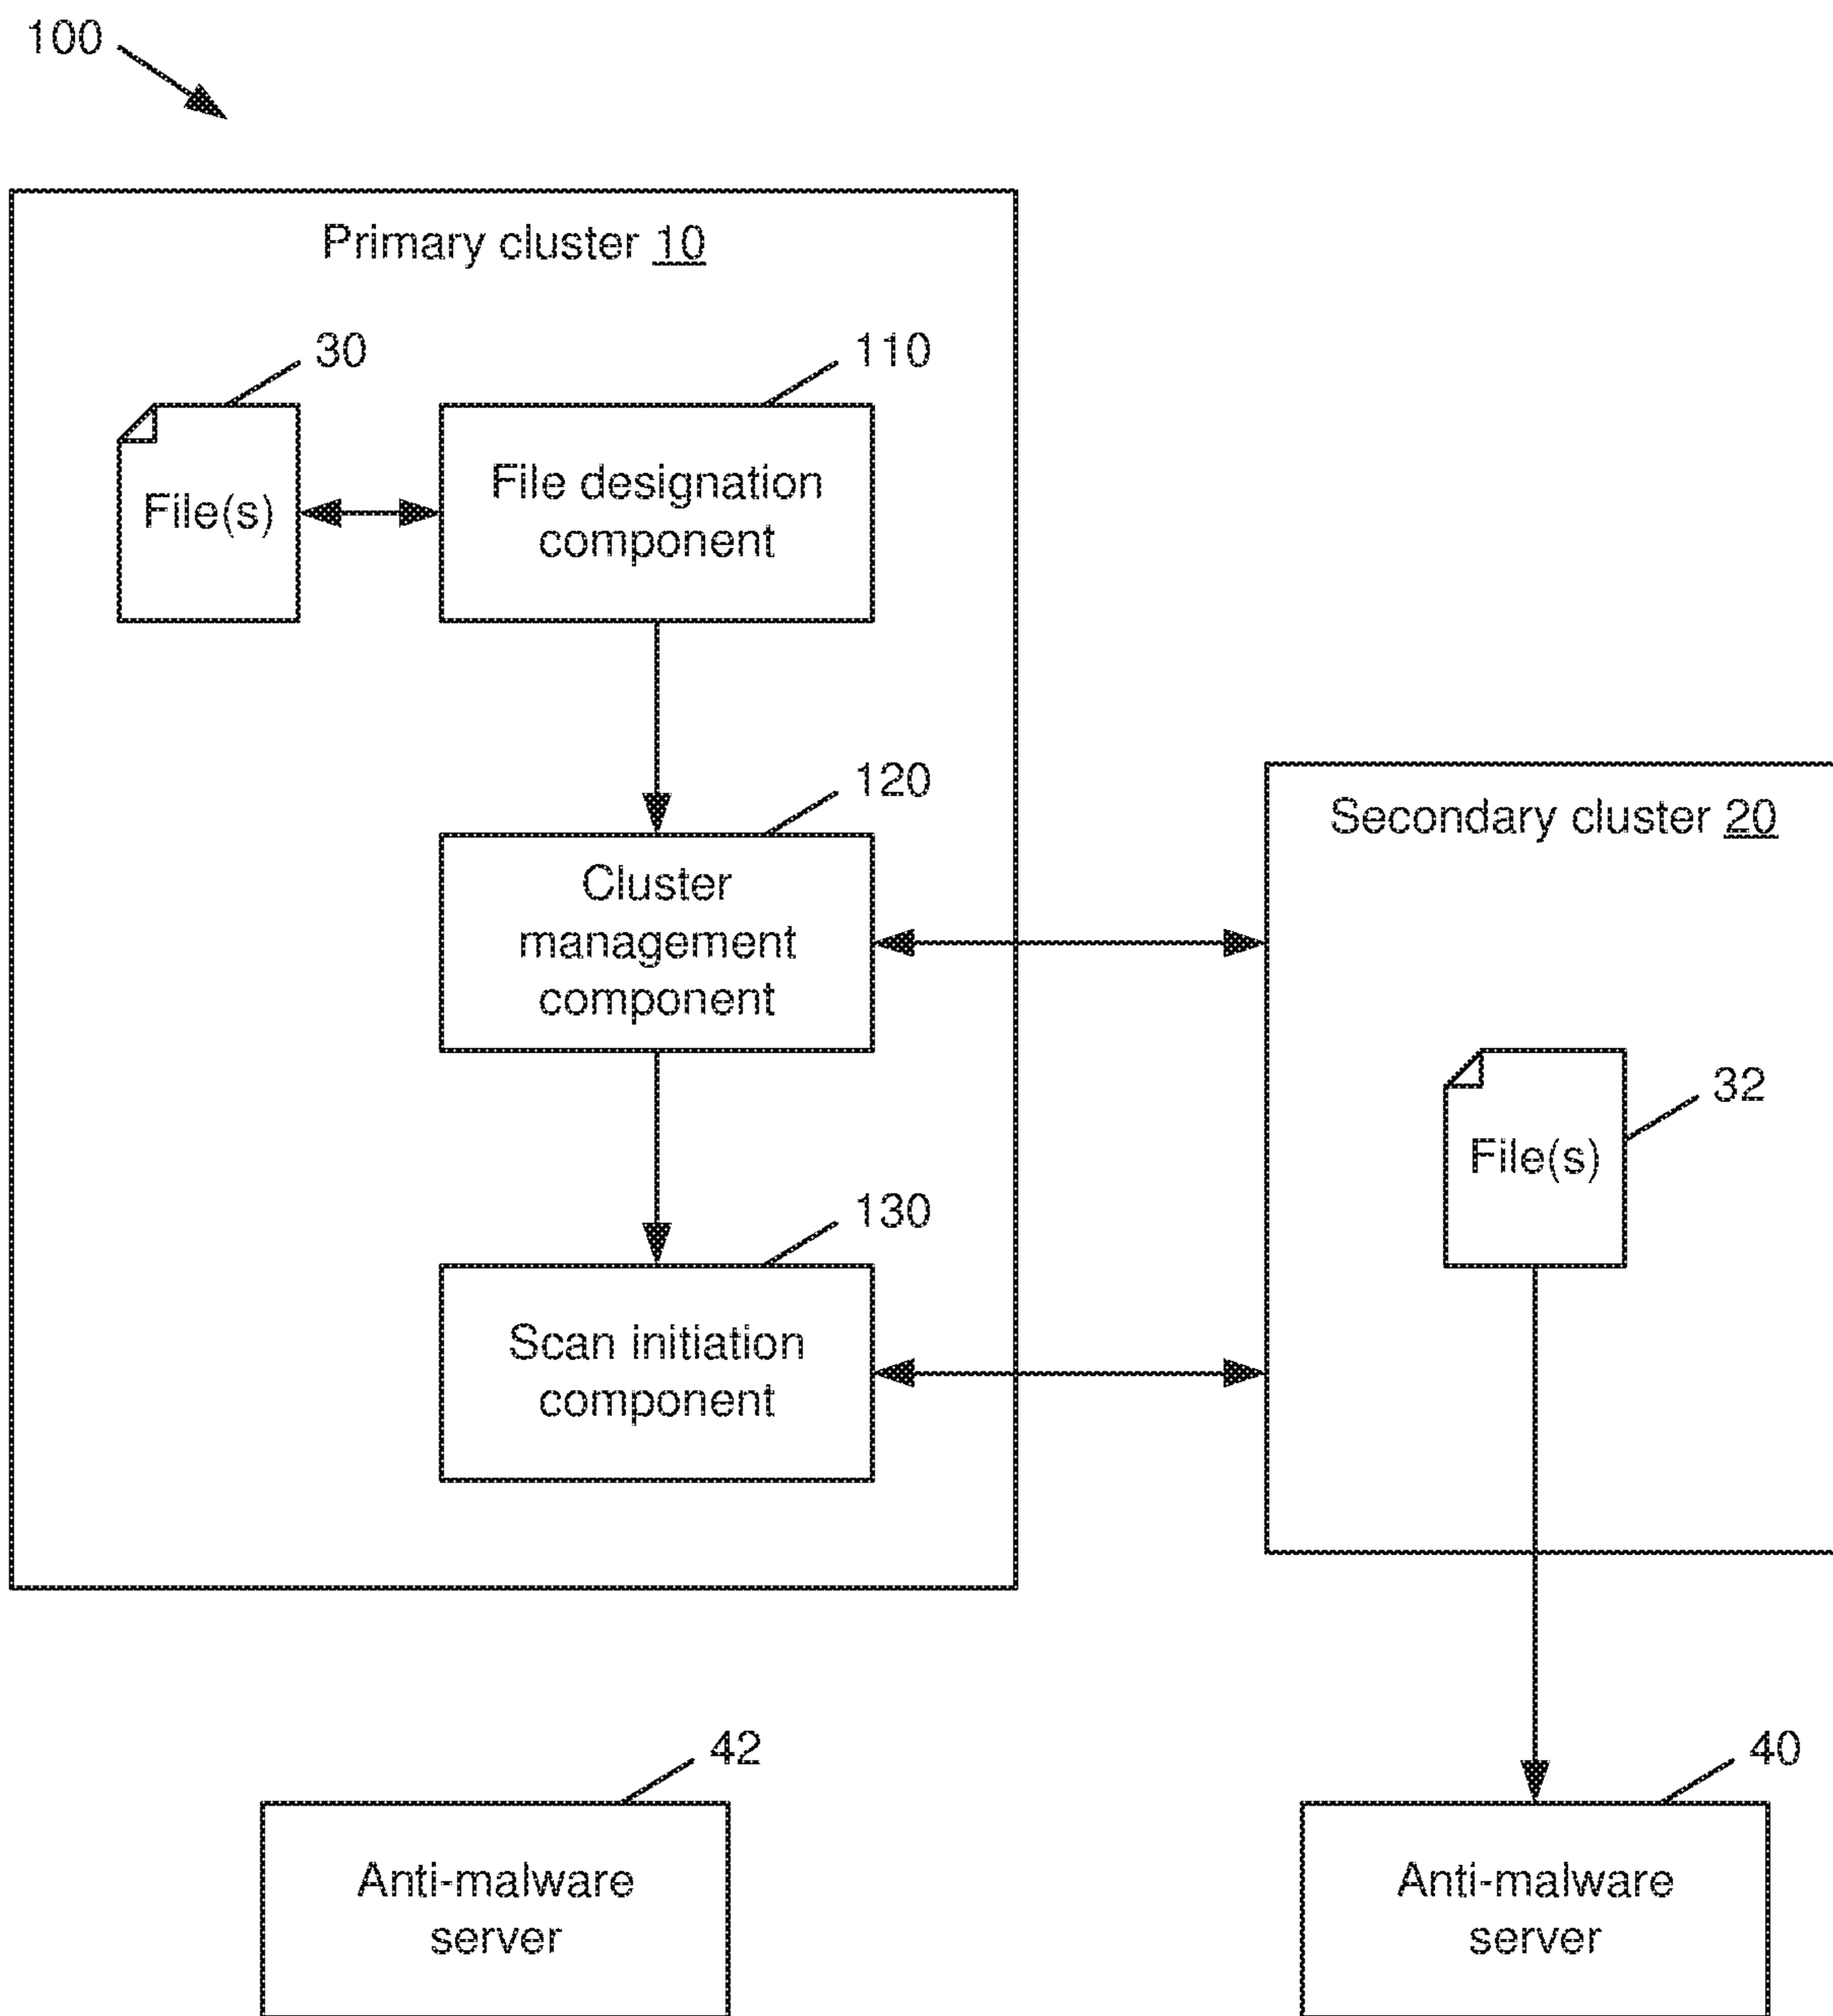 100
Primary cluster 10
30
110
File(s)
File designation
component
120
Secondary cluster 20
Cluster
management
component
32
File(s)
130
Scan initiation
component
42
40
Anti-malware
server
Anti-malware
server